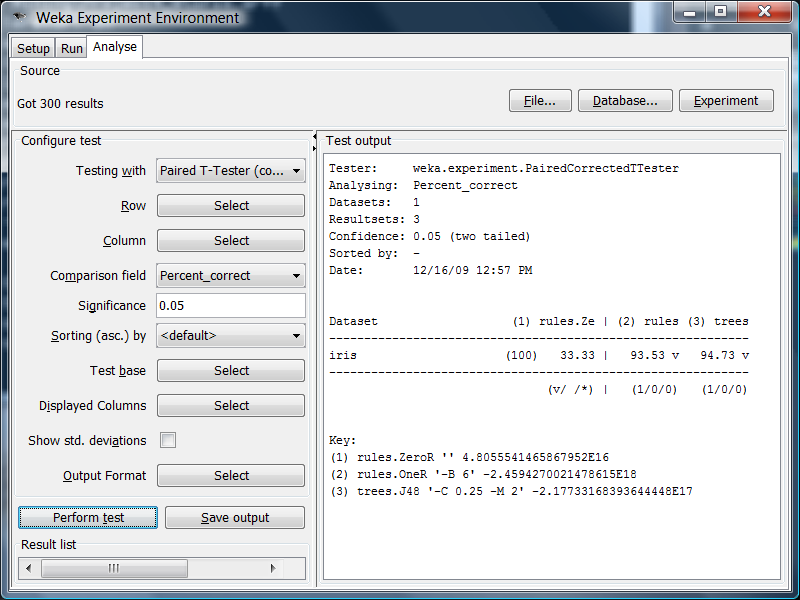 Weka Experiment Environment
Setup Run Analyse
Source
Got 300 results
File... Database... Experiment
Configure test
Testing with Paired T-Tester (co...
Row Select
Column Select
Comparison field Percent_correct
Significance 0.05
Sorting (asc.) by <default>
Test base Select
Displayed Columns Select
Show std. deviations
Output Format Select
Perform test Save output
Result list
Test output
Tester: weka.experiment.PairedCorrectedTTester
Analysing: Percent_correct
Datasets: 1
Resultsets: 3
Confidence: 0.05 (two tailed)
Sorted by: -
Date: 12/16/09 12:57 PM
Dataset (1) rules.Ze | (2) rules (3) trees
--------------------------------------------------------------
iris (100) 33.33 | 93.53 v 94.73 v
--------------------------------------------------------------
(v/ /*) | (1/0/0) (1/0/0)
Key:
(1) rules.ZeroR '' 4.8055541465867952E16
(2) rules.OneR '-B 6' -2.4594270021478615E18
(3) trees.J48 '-C 0.25 -M 2' -2.17733168393644448E17